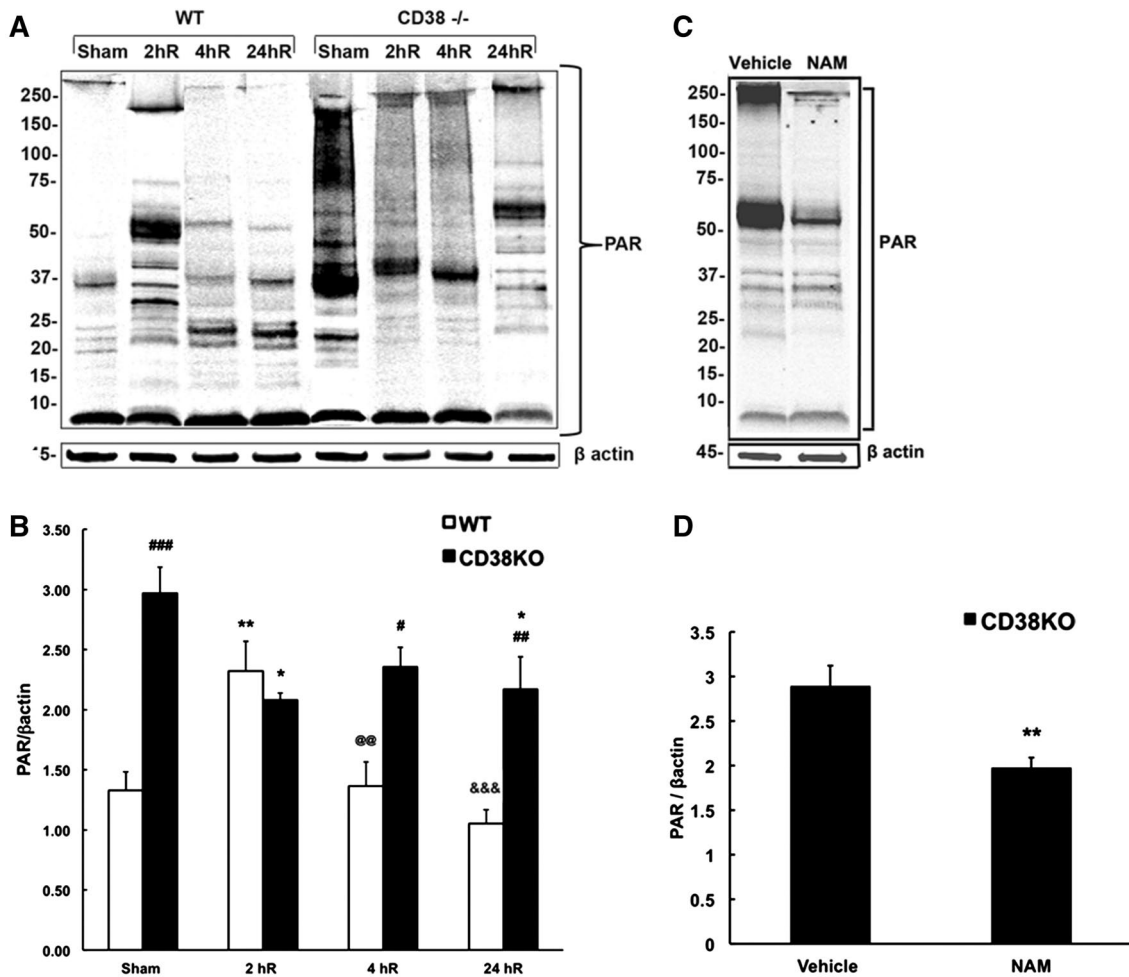 A
WT CD38 -/-
Sham 2hR 4hR 24hR Sham 2hR 4hR 24hR
250-
150-
100-
75-
50-
37-
25-
20-
15-
10-
PAR
5- β actin
C
Vehicle NAM
250-
150-
100-
75-
50-
37-
25-
20-
15-
10-
PAR
45- β actin
B
WT
CD38KO
PAR/βactin
3.50
3.00
2.50
2.00
1.50
1.00
0.50
0.00
###
**
*
@@
#
&&&
*
##
Sham 2 hR 4 hR 24 hR
D
CD38KO
PAR / βactin
3.5
3
2.5
2
1.5
1
0.5
0
**
Vehicle NAM